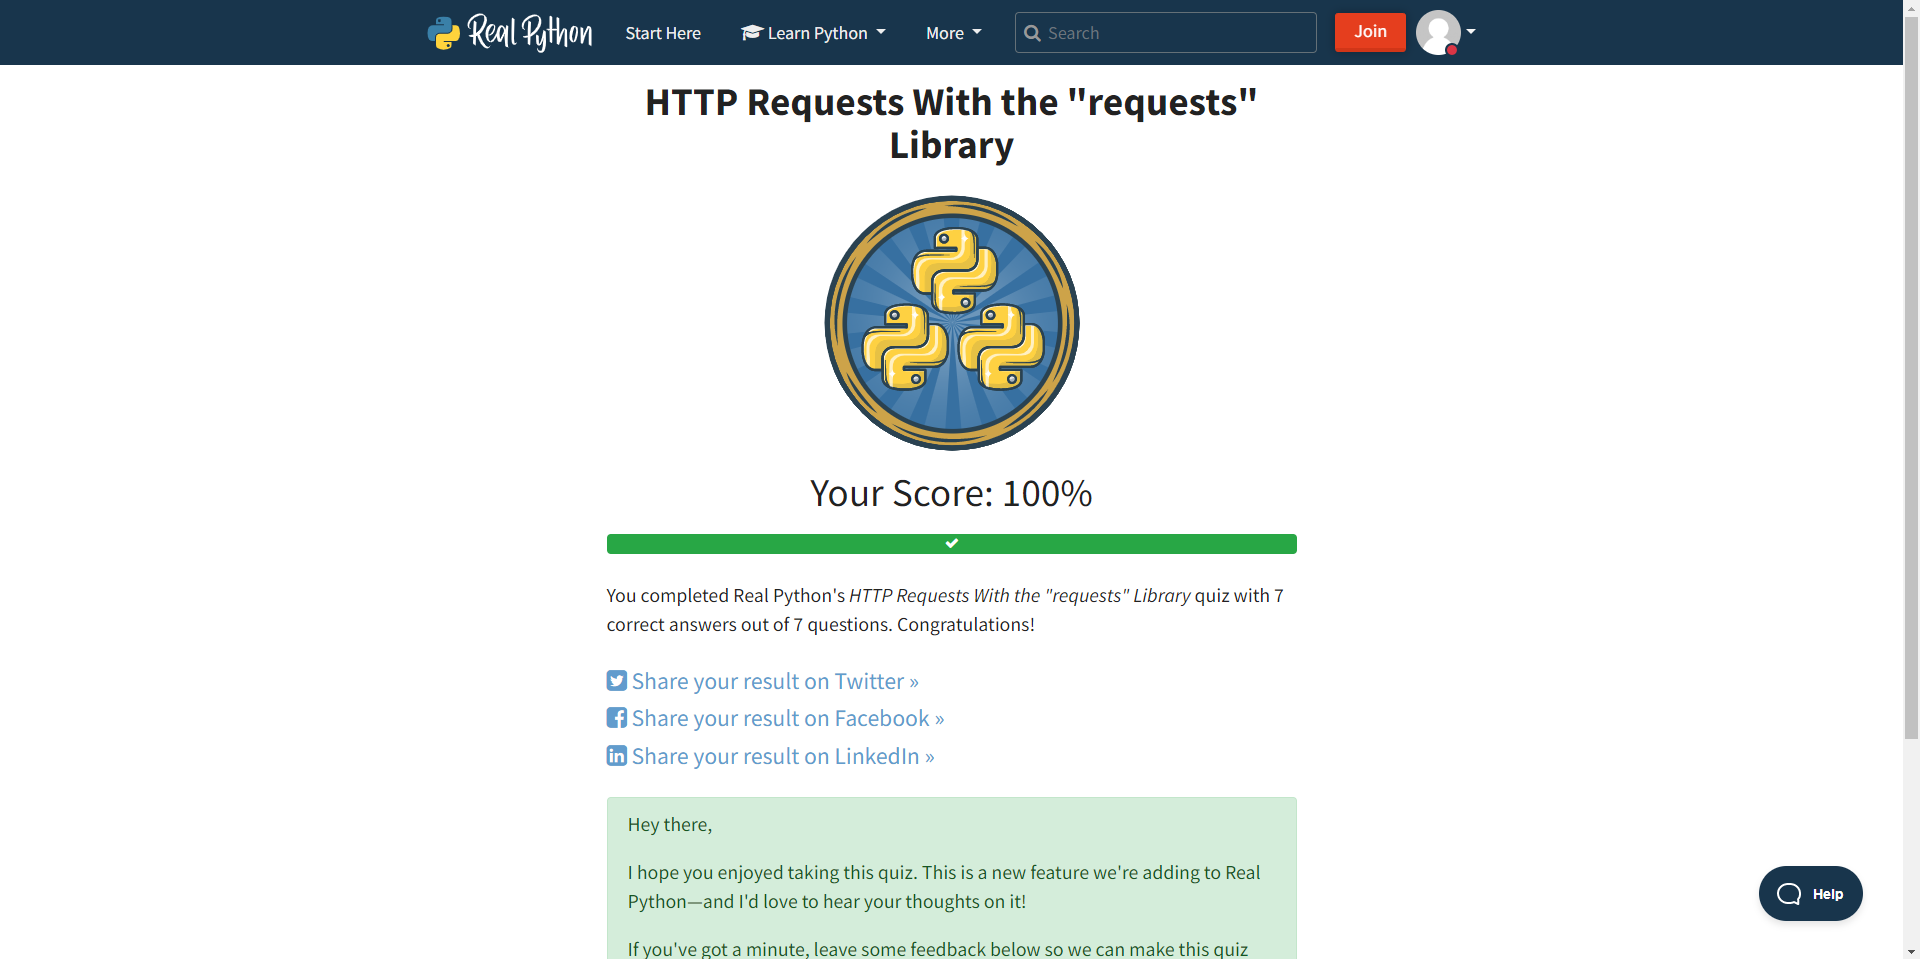 Real Python Start Here Learn Python More Search Join
HTTP Requests With the "requests"
Library
Your Score: 100%
You completed Real Python's HTTP Requests With the "requests" Library quiz with 7
correct answers out of 7 questions. Congratulations!
Share your result on Twitter »
Share your result on Facebook »
in Share your result on LinkedIn »
Hey there,
I hope you enjoyed taking this quiz. This is a new feature we're adding to Real
Python—and I'd love to hear your thoughts on it!
If you've got a minute, leave some feedback below so we can make this quiz
Help